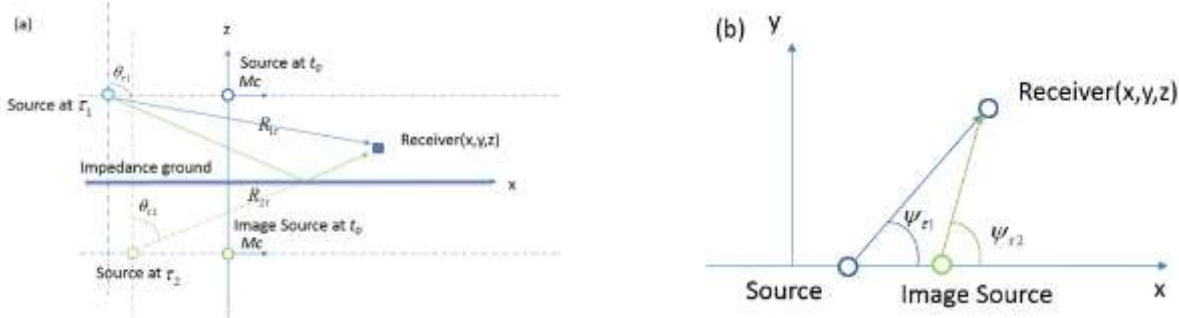 (a)
z
Source at t₀
Mc
θτ1
Source at τ₁
R1τ
Receiver(x,y,z)
Impedance ground
x
R2τ
θτ2
Image Source at t₀
Mc
Source at τ₂
(b)
y
Receiver(x,y,z)
ψτ1
ψτ2
Source
Image Source
x